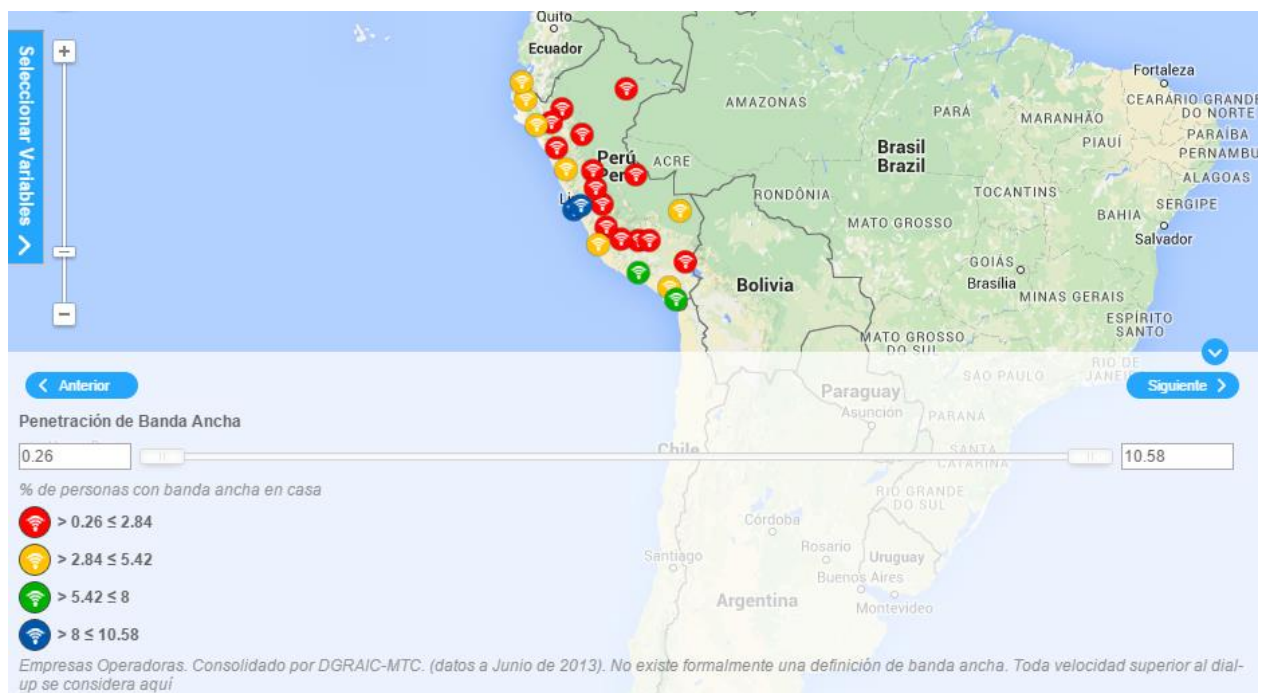 Quito
Ecuador
Seleccionar Variables
Fortaleza
AMAZONAS
PARÁ
MARANHÃO
CEARÁ
RIO GRANDE
DO NORTE
PARAÍBA
PIAUÍ
PERNAMBU
Perú
ACRE
Brasil
Brazil
ALAGOAS
RONDÔNIA
TOCANTINS
SERGIPE
BAHIA
MATO GROSSO
Salvador
GOIÁS
Brasília
Bolivia
MINAS GERAIS
ESPÍRITO
SANTO
MATO GROSSO
DO SUL
RIO DE
JANEI
Anterior
Siguiente
Paraguay
SÃO PAULO
Asunción
PARANÁ
Penetración de Banda Ancha
0.26
Chile
SANTA
CATARINA
10.58
% de personas con banda ancha en casa
RIO GRANDE
DO SUL
> 0.26 ≤ 2.84
Córdoba
Rosario
> 2.84 ≤ 5.42
Santiago
Uruguay
Buenos Aires
> 5.42 ≤ 8
Argentina
Montevideo
> 8 ≤ 10.58
Empresas Operadoras. Consolidado por DGRAIC-MTC. (datos a Junio de 2013). No existe formalmente una definición de banda ancha. Toda velocidad superior al dial-
up se considera aquí